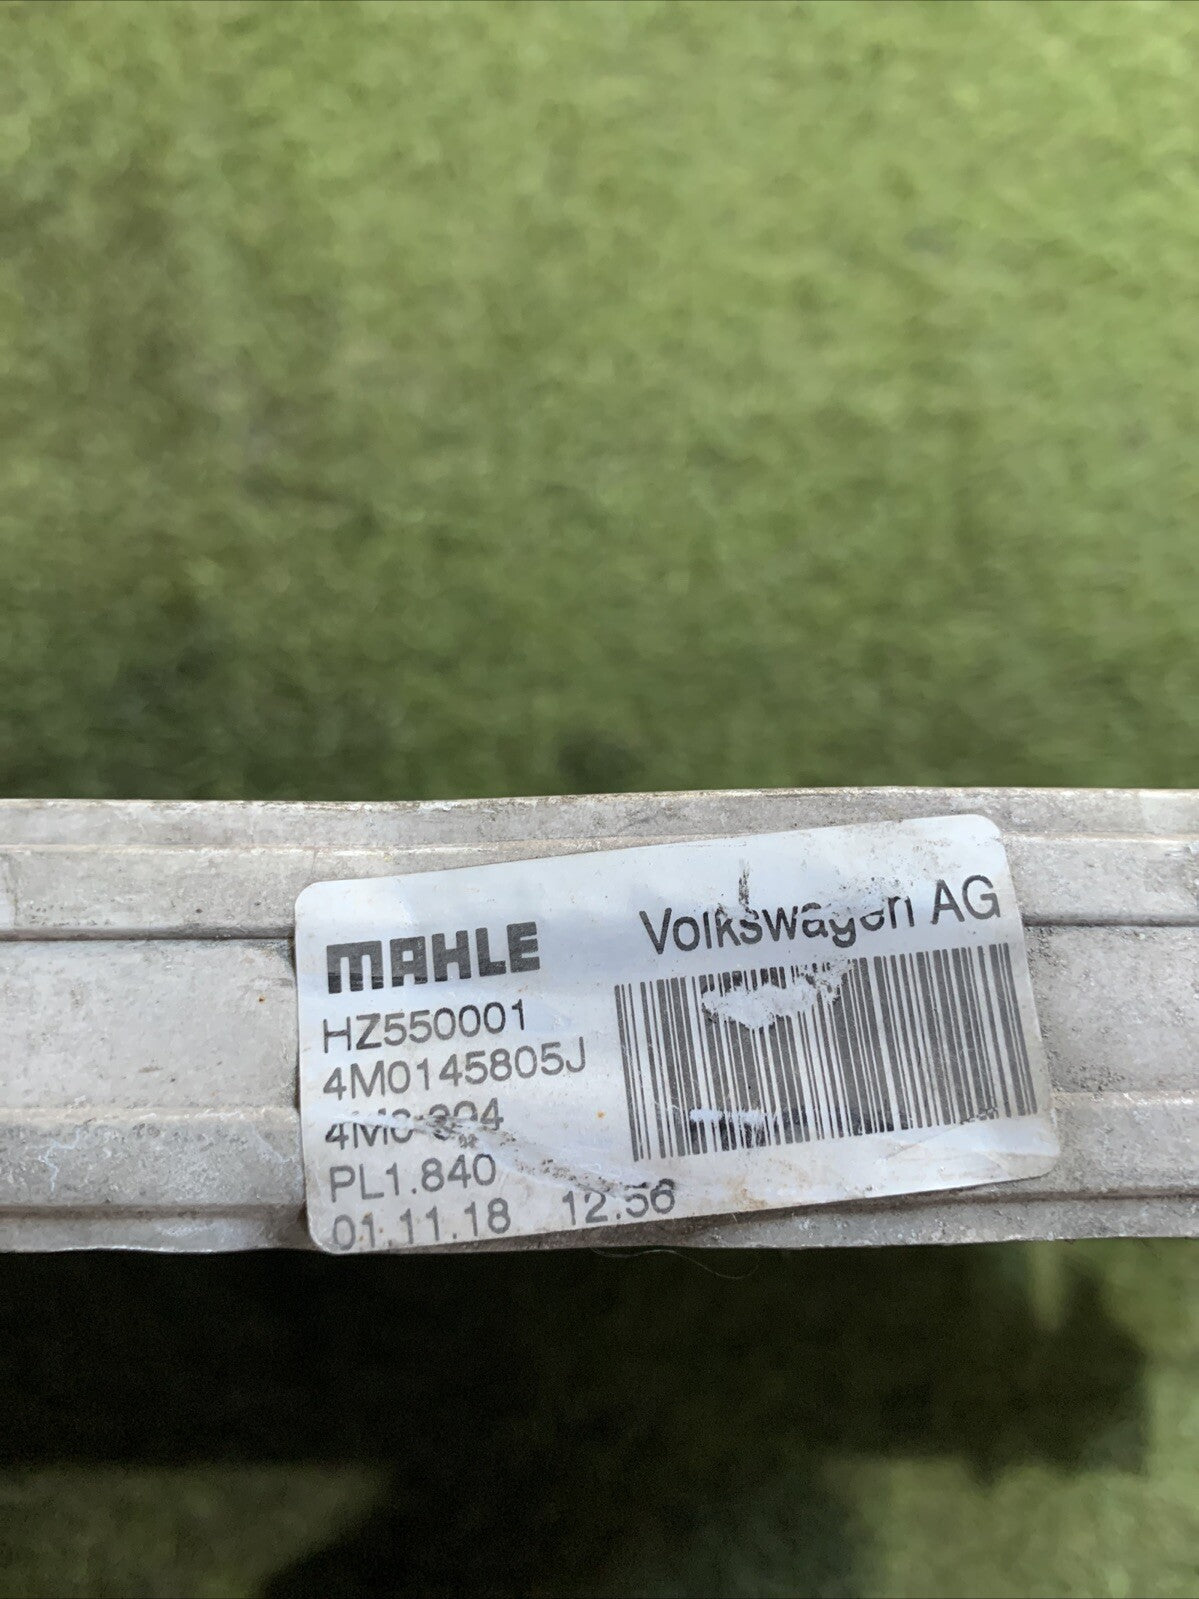 MAHLE
Volkswagen AG
HZ550001
4M0145805J
PL1.840
01.11.18 12.56